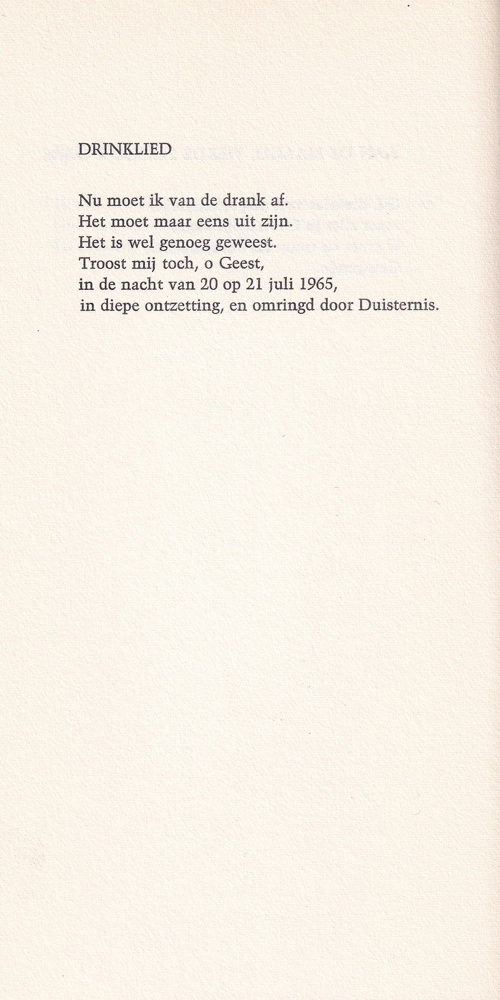 DRINKLIED
Nu moet ik van de drank af.
Het moet maar eens uit zijn.
Het is wel genoeg geweest.
Troost mij toch, o Geest,
in de nacht van 20 op 21 juli 1965,
in diepe ontzetting, en omringd door Duisternis.